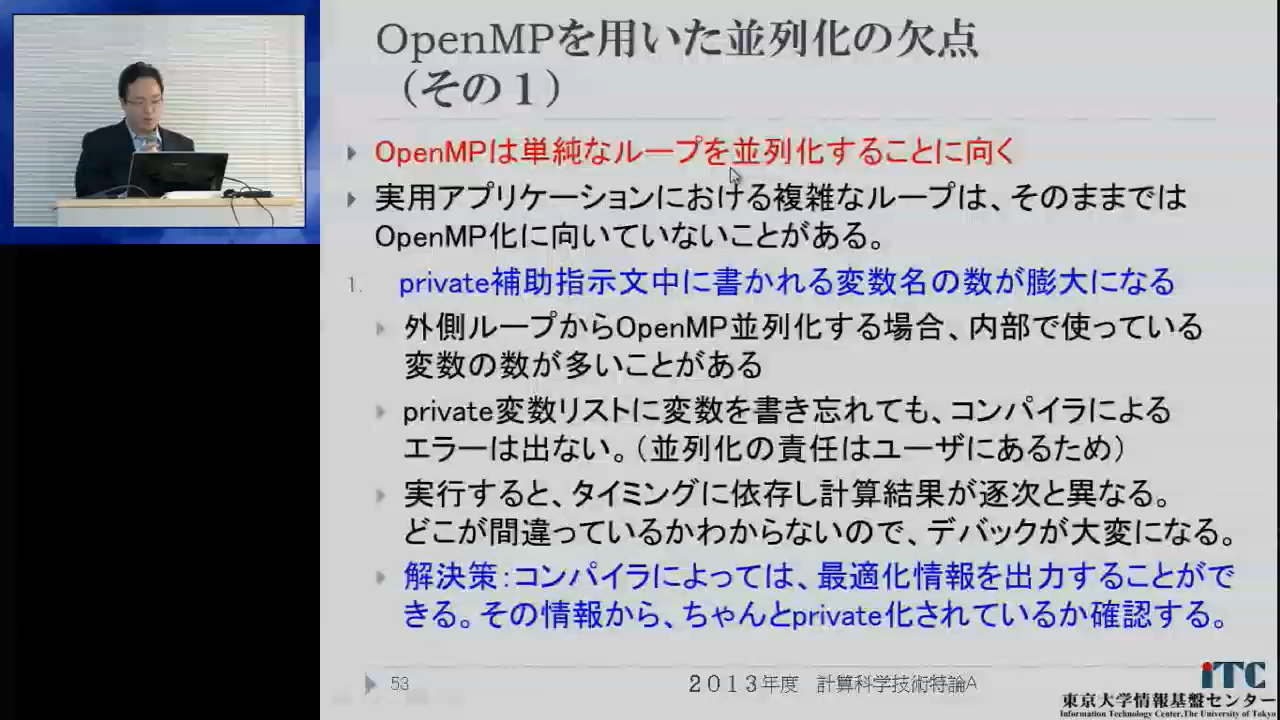 OpenMPを用いた並列化の欠点
（その１）
OpenMPは単純なループを並列化することに向く
実用アプリケーションにおける複雑なループは、そのままでは
OpenMP化に向いていないことがある。
1. private補助指示文中に書かれる変数名の数が膨大になる
外側ループからOpenMP並列化する場合、内部で使っている
変数の数が多いことがある
private変数リストに変数を書き忘れても、コンパイラによる
エラーは出ない。（並列化の責任はユーザにあるため）
実行すると、タイミングに依存し計算結果が逐次と異なる。
どこが間違っているかわからないので、デバックが大変になる。
解決策：コンパイラによっては、最適化情報を出力することがで
きる。その情報から、ちゃんとprivate化されているか確認する。
53
２０１３年度　計算科学技術特論A
iTC
東京大学情報基盤センター
Information Technology Center, The University of Tokyo